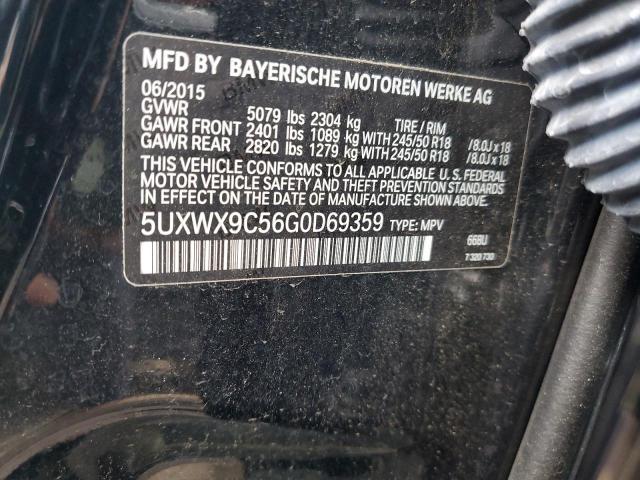 MFD BY BAYERISCHE MOTOREN WERKE AG
06/2015
GVWR 5079 lbs 2304 kg TIRE / RIM
GAWR FRONT 2401 lbs 1089 kg WITH 245/50 R18 /8.0J x 18
GAWR REAR 2820 lbs 1279 kg WITH 245/50 R18 /8.0J x 18
THIS VEHICLE CONFORMS TO ALL APPLICABLE U. S. FEDERAL
MOTOR VEHICLE SAFETY AND THEFT PREVENTION STANDARDS
IN EFFECT ON THE DATE OF MANUFACTURE SHOWN ABOVE.
5UXWX9C56G0D69359 TYPE: MPV
66BU
7 320 730